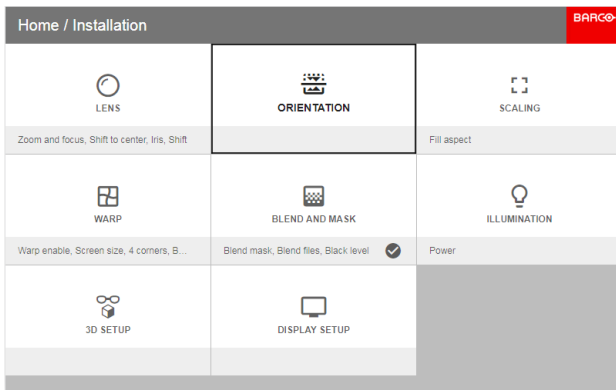 Home / Installation
BARCO
LENS
ORIENTATION
SCALING
Zoom and focus, Shift to center, Iris, Shift
Fill aspect
WARP
BLEND AND MASK
ILLUMINATION
Warp enable, Screen size, 4 corners, B...
Blend mask, Blend files, Black level
Power
3D SETUP
DISPLAY SETUP